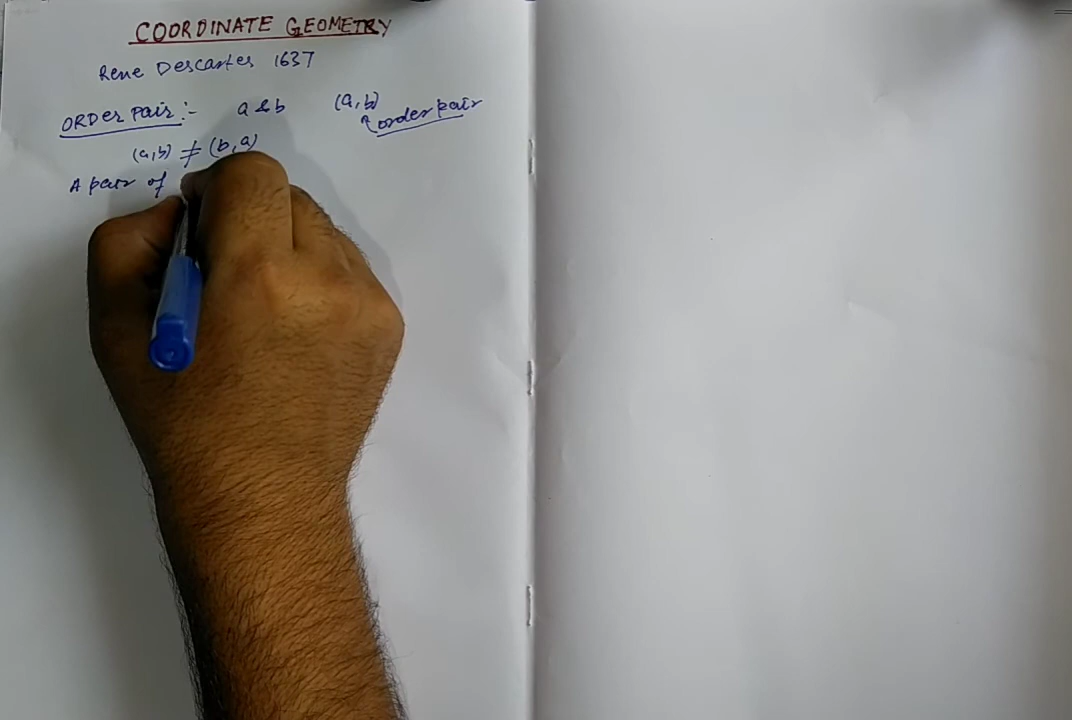 COORDINATE GEOMETRY
Rene Descartes 1637
ORDER Pair :- a & b (a, b)
order pair
(a, b) ≠ (b, a)
A pair of